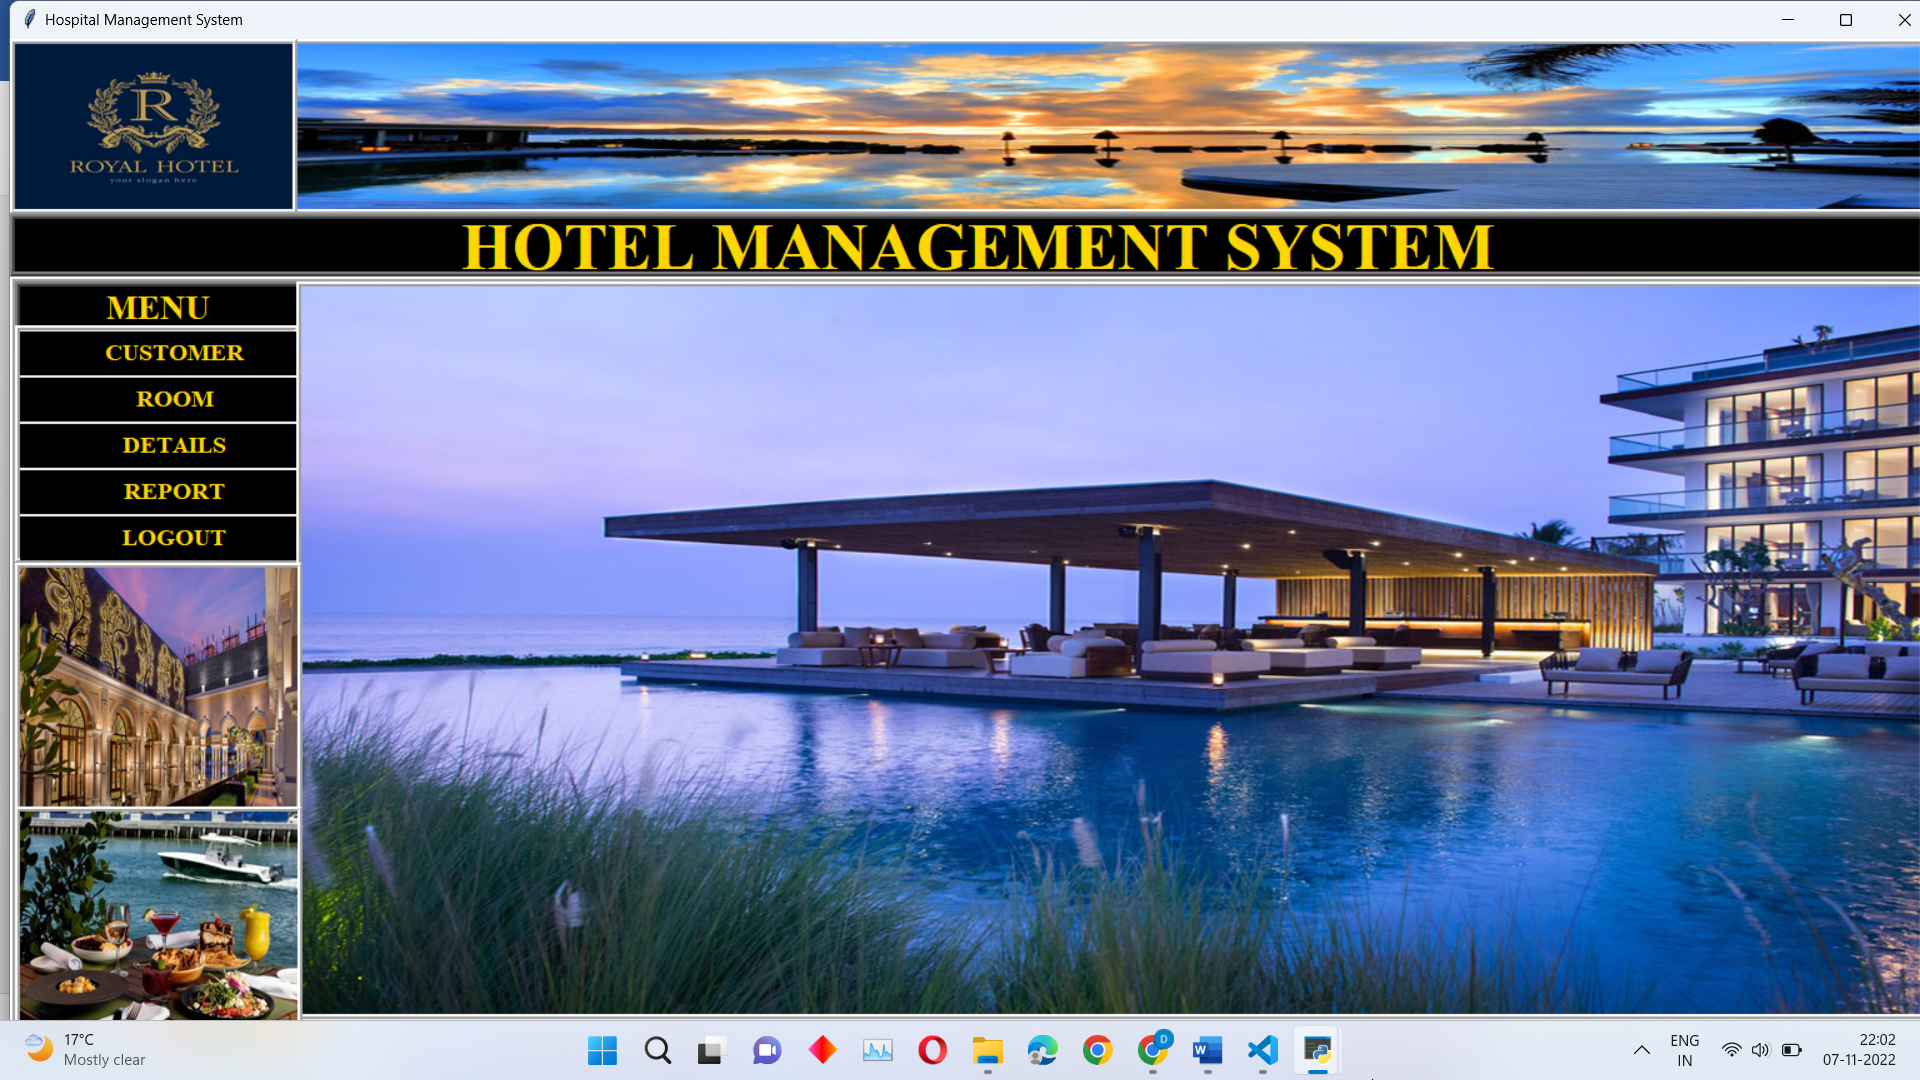 Hospital Management System
R
ROYAL HOTEL
your slogan here
HOTEL MANAGEMENT SYSTEM
MENU
CUSTOMER
ROOM
DETAILS
REPORT
LOGOUT
17°C
Mostly clear
D
W
ENG
IN
22:02
07-11-2022